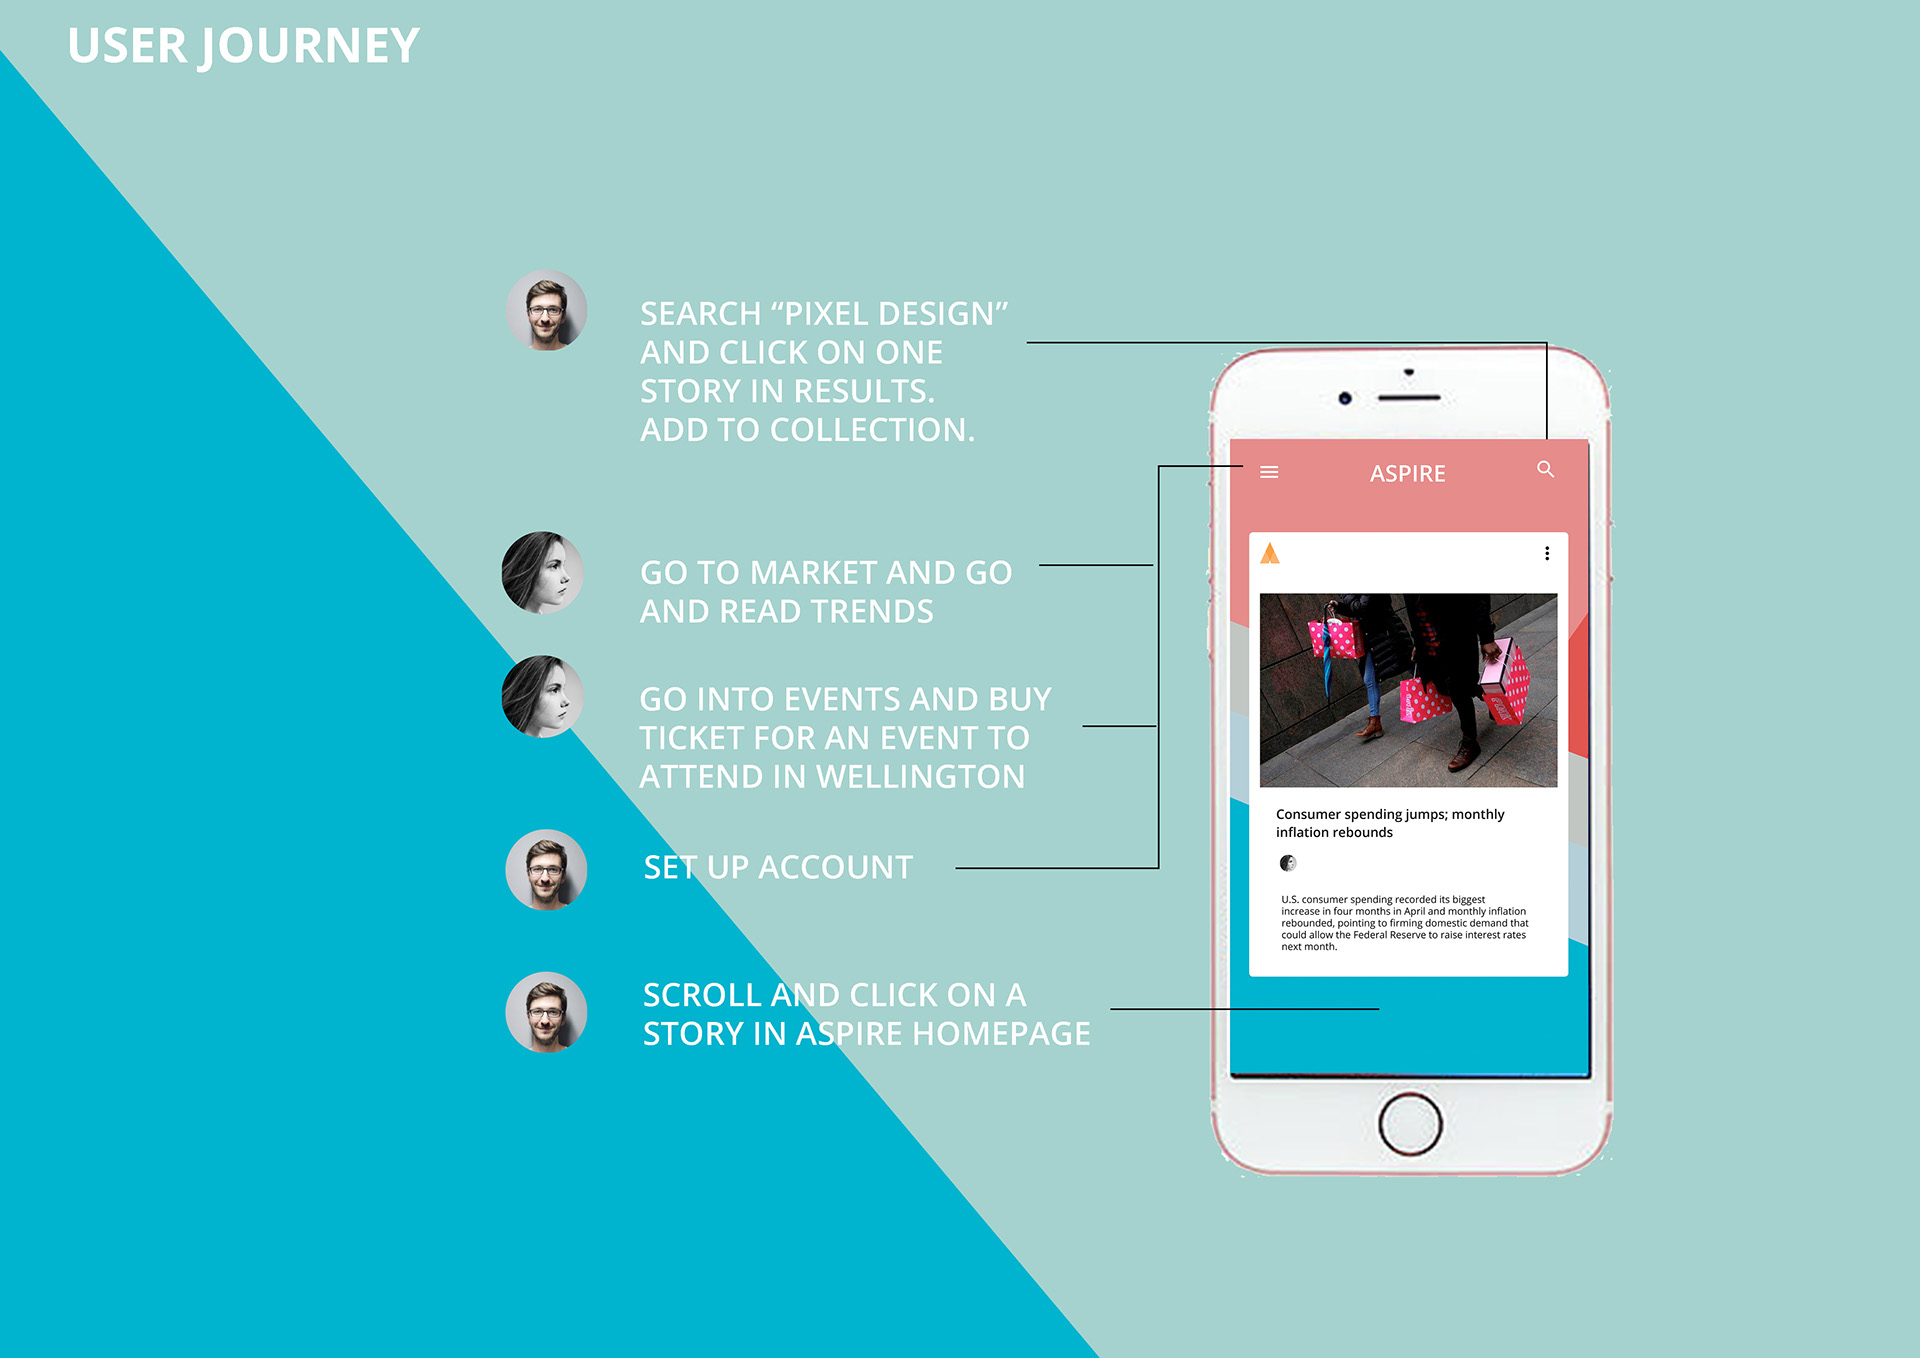 USER JOURNEY
SEARCH “PIXEL DESIGN”
AND CLICK ON ONE
STORY IN RESULTS.
ADD TO COLLECTION.
GO TO MARKET AND GO
AND READ TRENDS
GO INTO EVENTS AND BUY
TICKET FOR AN EVENT TO
ATTEND IN WELLINGTON
SET UP ACCOUNT
SCROLL AND CLICK ON A
STORY IN ASPIRE HOMEPAGE
ASPIRE
Consumer spending jumps; monthly
inflation rebounds
U.S. consumer spending recorded its biggest
increase in four months in April and monthly inflation
rebounded, pointing to firming domestic demand that
could allow the Federal Reserve to raise interest rates
next month.